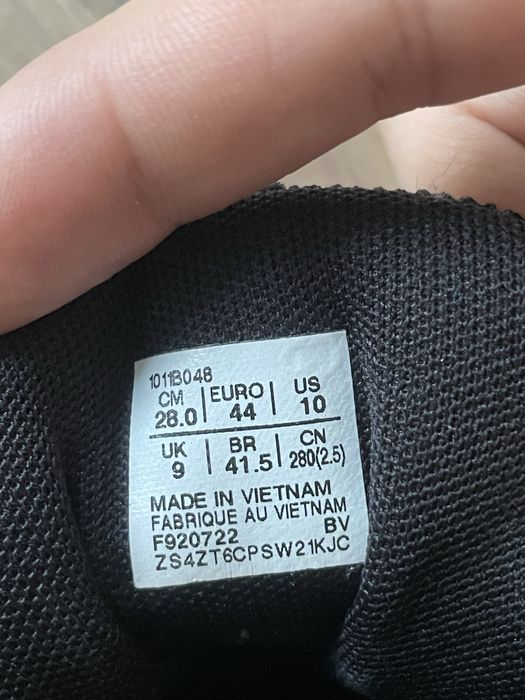 1011B048
CM 28.0 | EURO 44 | US 10
UK 9 | BR 41.5 | CN 280(2.5)
MADE IN VIETNAM
FABRIQUE AU VIETNAM
F920722 BV
ZS4ZT6CPSW21KJC